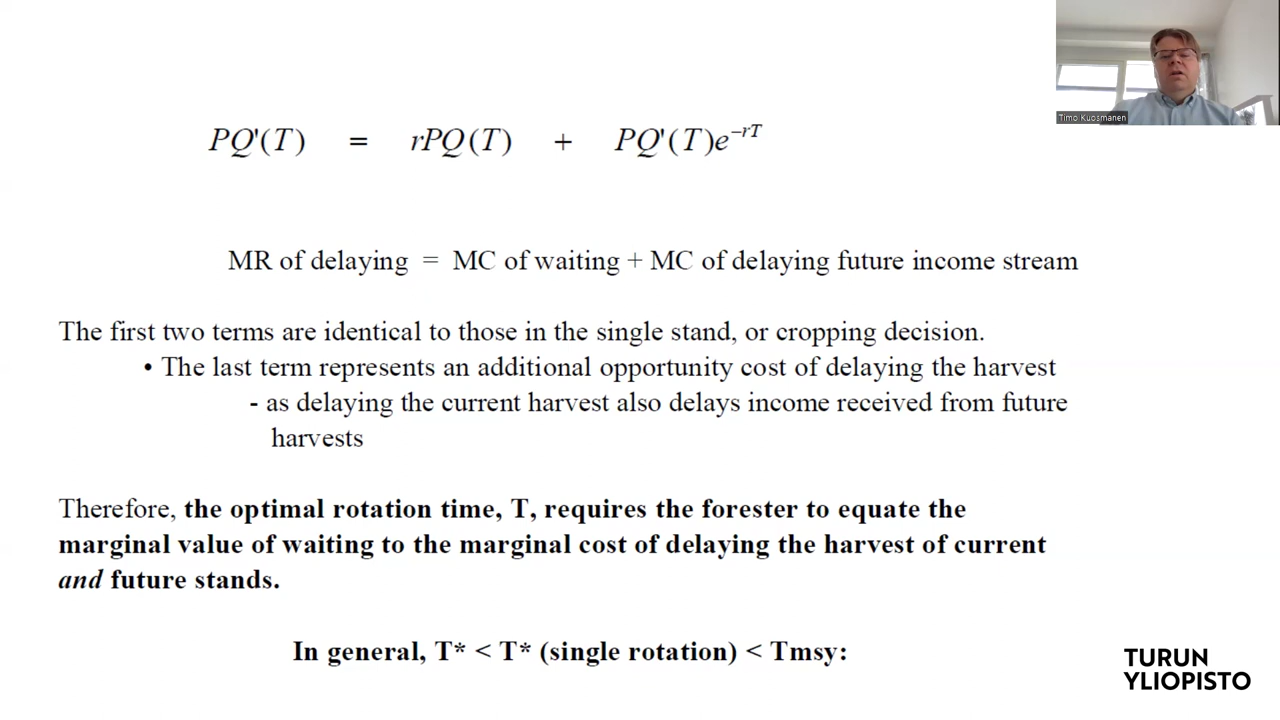 Timo Kuosmanen
PQ'(T) = rPQ(T) + PQ'(T)e^{-rT}
MR of delaying = MC of waiting + MC of delaying future income stream
The first two terms are identical to those in the single stand, or cropping decision.
• The last term represents an additional opportunity cost of delaying the harvest
- as delaying the current harvest also delays income received from future
harvests
Therefore, the optimal rotation time, T, requires the forester to equate the
marginal value of waiting to the marginal cost of delaying the harvest of current
and future stands.
In general, T* < T* (single rotation) < Tmsy:
TURUN
YLIOPISTO